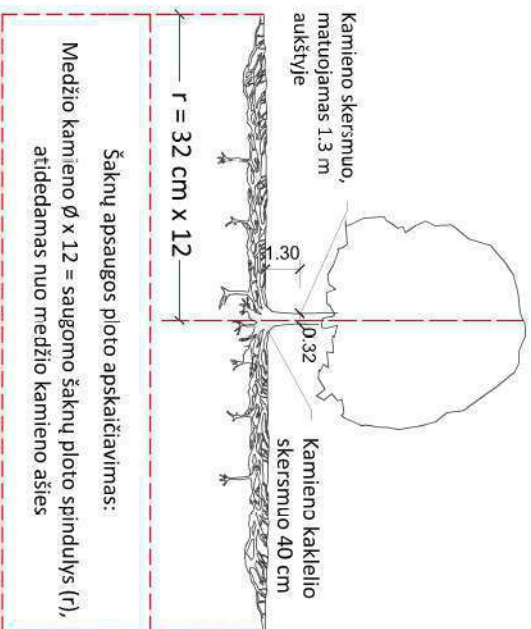 Kamieno skersmuo,
matuojamas 1.3 m
aukštyje
1.30
0.32
Kamieno kaklelio
skersmuo 40 cm
r = 32 cm x 12
Šaknų apsaugos ploto apskaičiavimas:
Medžio kamieno Ø x 12 = saugomo šaknų ploto spindulys (r),
atidedamas nuo medžio kamieno ašies